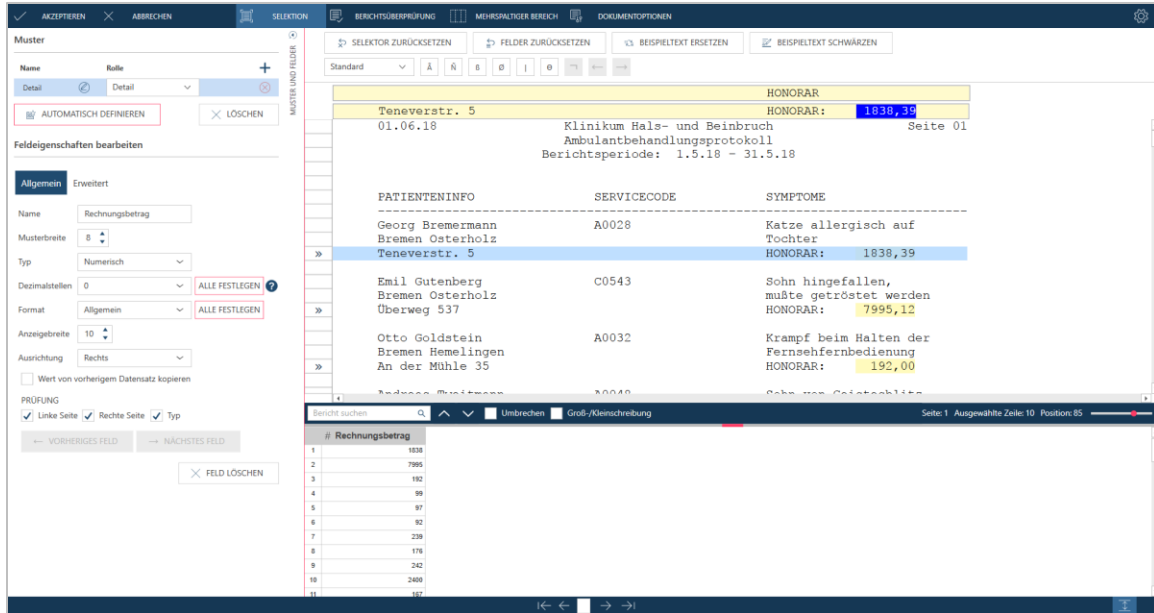 AKZEPTIEREN ABBRECHEN SELEKTION BERICHTSÜBERPRÜFUNG MEHRSPALTIGER BEREICH DOKUMENTOPTIONEN
Muster
Name Rolle +
Detail Detail
AUTOMATISCH DEFINIEREN LÖSCHEN
MUSTER UND FELDER
Feldeigenschaften bearbeiten
Allgemein Erweitert
Name Rechnungsbetrag
Musterbreite 8
Typ Numerisch
Dezimalstellen 0 ALLE FESTLEGEN ?
Format Allgemein ALLE FESTLEGEN
Anzeigebreite 10
Ausrichtung Rechts
Wert von vorherigem Datensatz kopieren
PRÜFUNG
Linke Seite Rechte Seite Typ
← VORHERIGES FELD → NÄCHSTES FELD
FELD LÖSCHEN
SELEKTOR ZURÜCKSETZEN FELDER ZURÜCKSETZEN BEISPIELTEXT ERSETZEN BEISPIELTEXT SCHWÄRZEN
Standard Ä Ñ ß Ø | Θ ¬ ← →
HONORAR
Teneverstr. 5 HONORAR: 1838,39
01.06.18 Klinikum Hals- und Beinbruch Seite 01
Ambulantbehandlungsprotokoll
Berichtsperiode: 1.5.18 - 31.5.18
PATIENTENINFO SERVICECODE SYMPTOME
Georg Bremermann A0028 Katze allergisch auf
Bremen Osterholz Tochter
» Teneverstr. 5 HONORAR: 1838,39
Emil Gutenberg C0543 Sohn hingefallen,
Bremen Osterholz mußte getröstet werden
» Überweg 537 HONORAR: 7995,12
Otto Goldstein A0032 Krampf beim Halten der
Bremen Hemelingen Fernsehfernbedienung
» An der Mühle 35 HONORAR: 192,00
Bericht suchen Umbrechen Groß-/Kleinschreibung Seite: 1 Ausgewählte Zeile: 10 Position: 85
# Rechnungsbetrag
1 1838
2 7995
3 192
4 99
5 97
6 92
7 239
8 176
9 242
10 2400
11 167